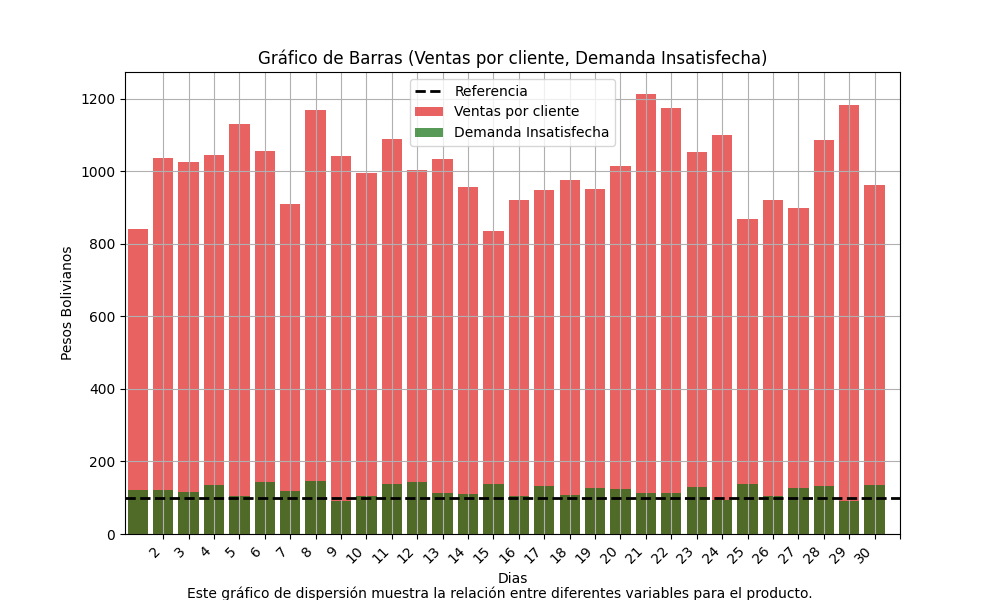 Gráfico de Barras (Ventas por cliente, Demanda Insatisfecha)
Referencia
Ventas por cliente
Demanda Insatisfecha
Pesos Bolivianos
1200
1000
800
600
400
200
0
2 3 4 5 6 7 8 9 10 11 12 13 14 15 16 17 18 19 20 21 22 23 24 25 26 27 28 29 30
Dias
Este gráfico de dispersión muestra la relación entre diferentes variables para el producto.